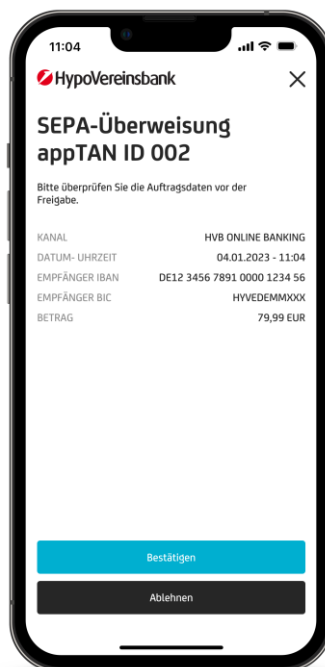 11:04
HypoVereinsbank
SEPA-Überweisung
appTAN ID 002
Bitte überprüfen Sie die Auftragsdaten vor der
Freigabe.
KANAL HVB ONLINE BANKING
DATUM- UHRZEIT 04.01.2023 - 11:04
EMPFÄNGER IBAN DE12 3456 7891 0000 1234 56
EMPFÄNGER BIC HYVEDEMMXXX
BETRAG 79,99 EUR
Bestätigen
Ablehnen